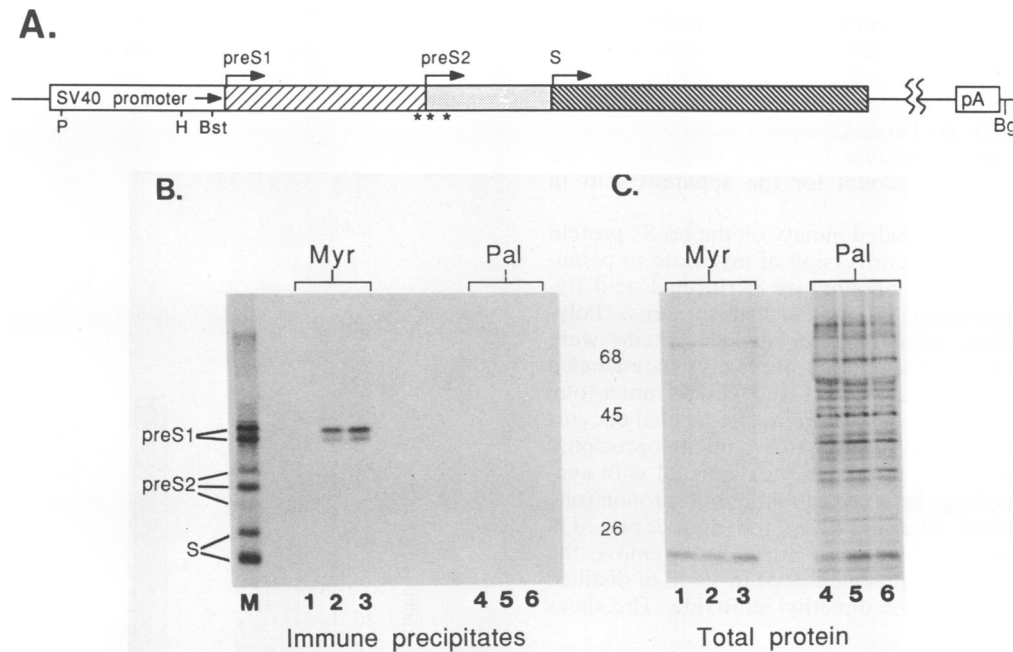 A.
preS1
preS2
S
SV40 promoter
pA
P
H
Bst
** *
Bg
B.
C.
Myr
Pal
Myr
Pal
68
45
preS1
preS2
26
S
M
1
2
3
4
5
6
1
2
3
4
5
6
Immune precipitates
Total protein